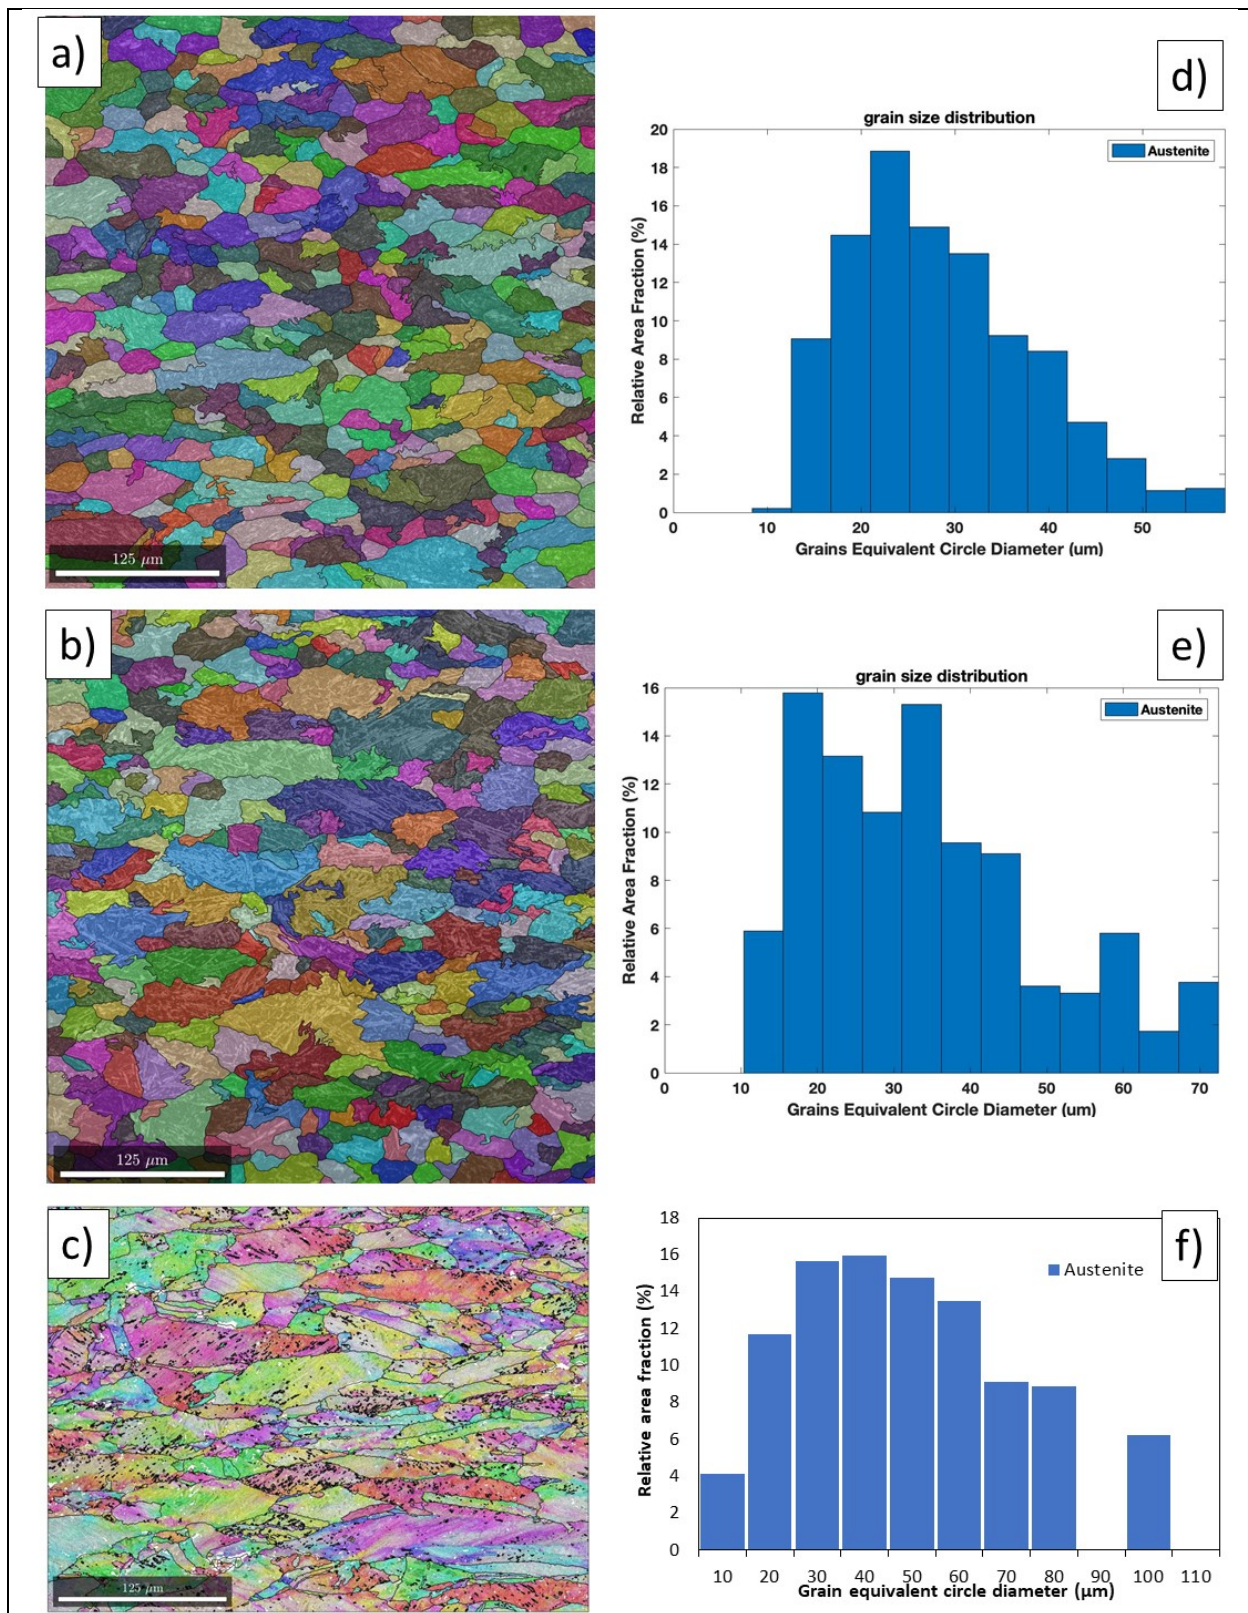 a)
125 µm
d)
grain size distribution
Austenite
20
18
16
14
12
10
8
6
4
2
0
0 10 20 30 40 50
Relative Area Fraction (%)
Grains Equivalent Circle Diameter (um)
b)
125 µm
e)
grain size distribution
Austenite
16
14
12
10
8
6
4
2
0
0 10 20 30 40 50 60 70
Relative Area Fraction (%)
Grains Equivalent Circle Diameter (um)
c)
125 µm
f)
Austenite
18
16
14
12
10
8
6
4
2
0
10 20 30 40 50 60 70 80 90 100 110
Relative area fraction (%)
Grain equivalent circle diameter (µm)